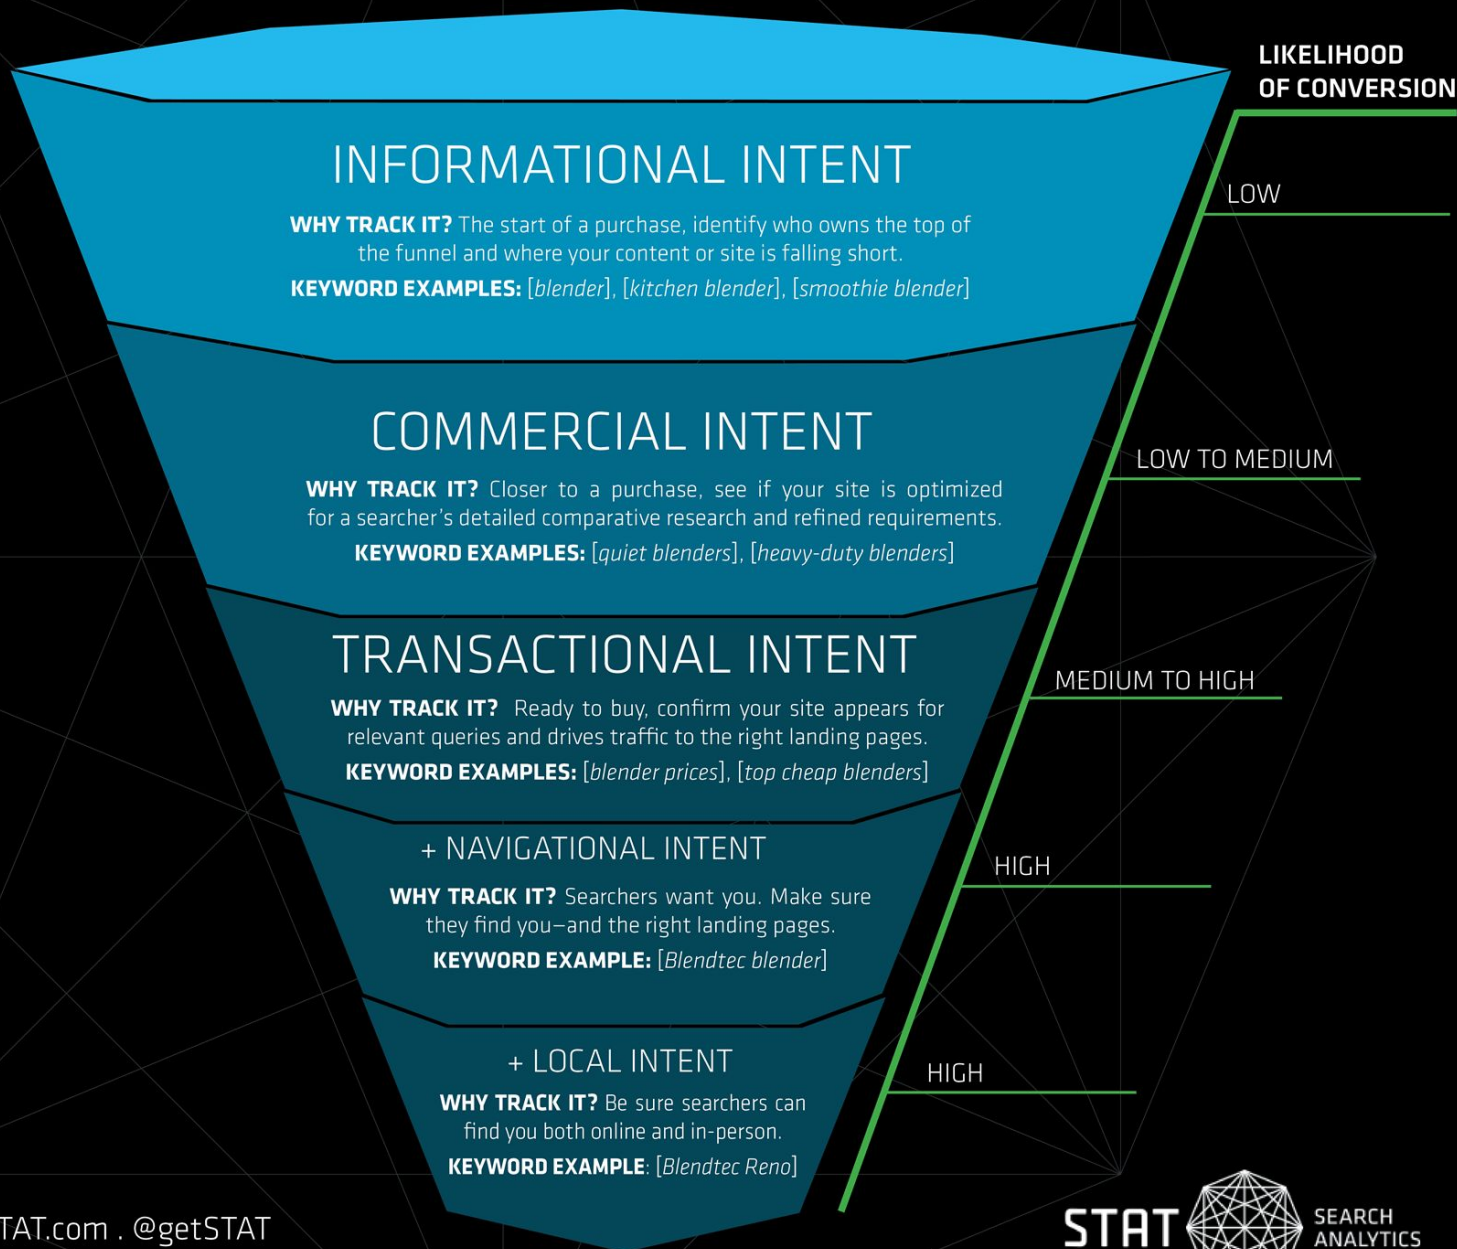 LIKELIHOOD
OF CONVERSION
INFORMATIONAL INTENT
WHY TRACK IT? The start of a purchase, identify who owns the top of
the funnel and where your content or site is falling short.
KEYWORD EXAMPLES: [blender], [kitchen blender], [smoothie blender]
LOW
COMMERCIAL INTENT
WHY TRACK IT? Closer to a purchase, see if your site is optimized
for a searcher's detailed comparative research and refined requirements.
KEYWORD EXAMPLES: [quiet blenders], [heavy-duty blenders]
LOW TO MEDIUM
TRANSACTIONAL INTENT
WHY TRACK IT? Ready to buy, confirm your site appears for
relevant queries and drives traffic to the right landing pages.
KEYWORD EXAMPLES: [blender prices], [top cheap blenders]
MEDIUM TO HIGH
+ NAVIGATIONAL INTENT
WHY TRACK IT? Searchers want you. Make sure
they find you—and the right landing pages.
KEYWORD EXAMPLE: [Blendtec blender]
HIGH
+ LOCAL INTENT
WHY TRACK IT? Be sure searchers can
find you both online and in-person.
KEYWORD EXAMPLE: [Blendtec Reno]
HIGH
TAT.com . @getSTAT
STAT
SEARCH
ANALYTICS